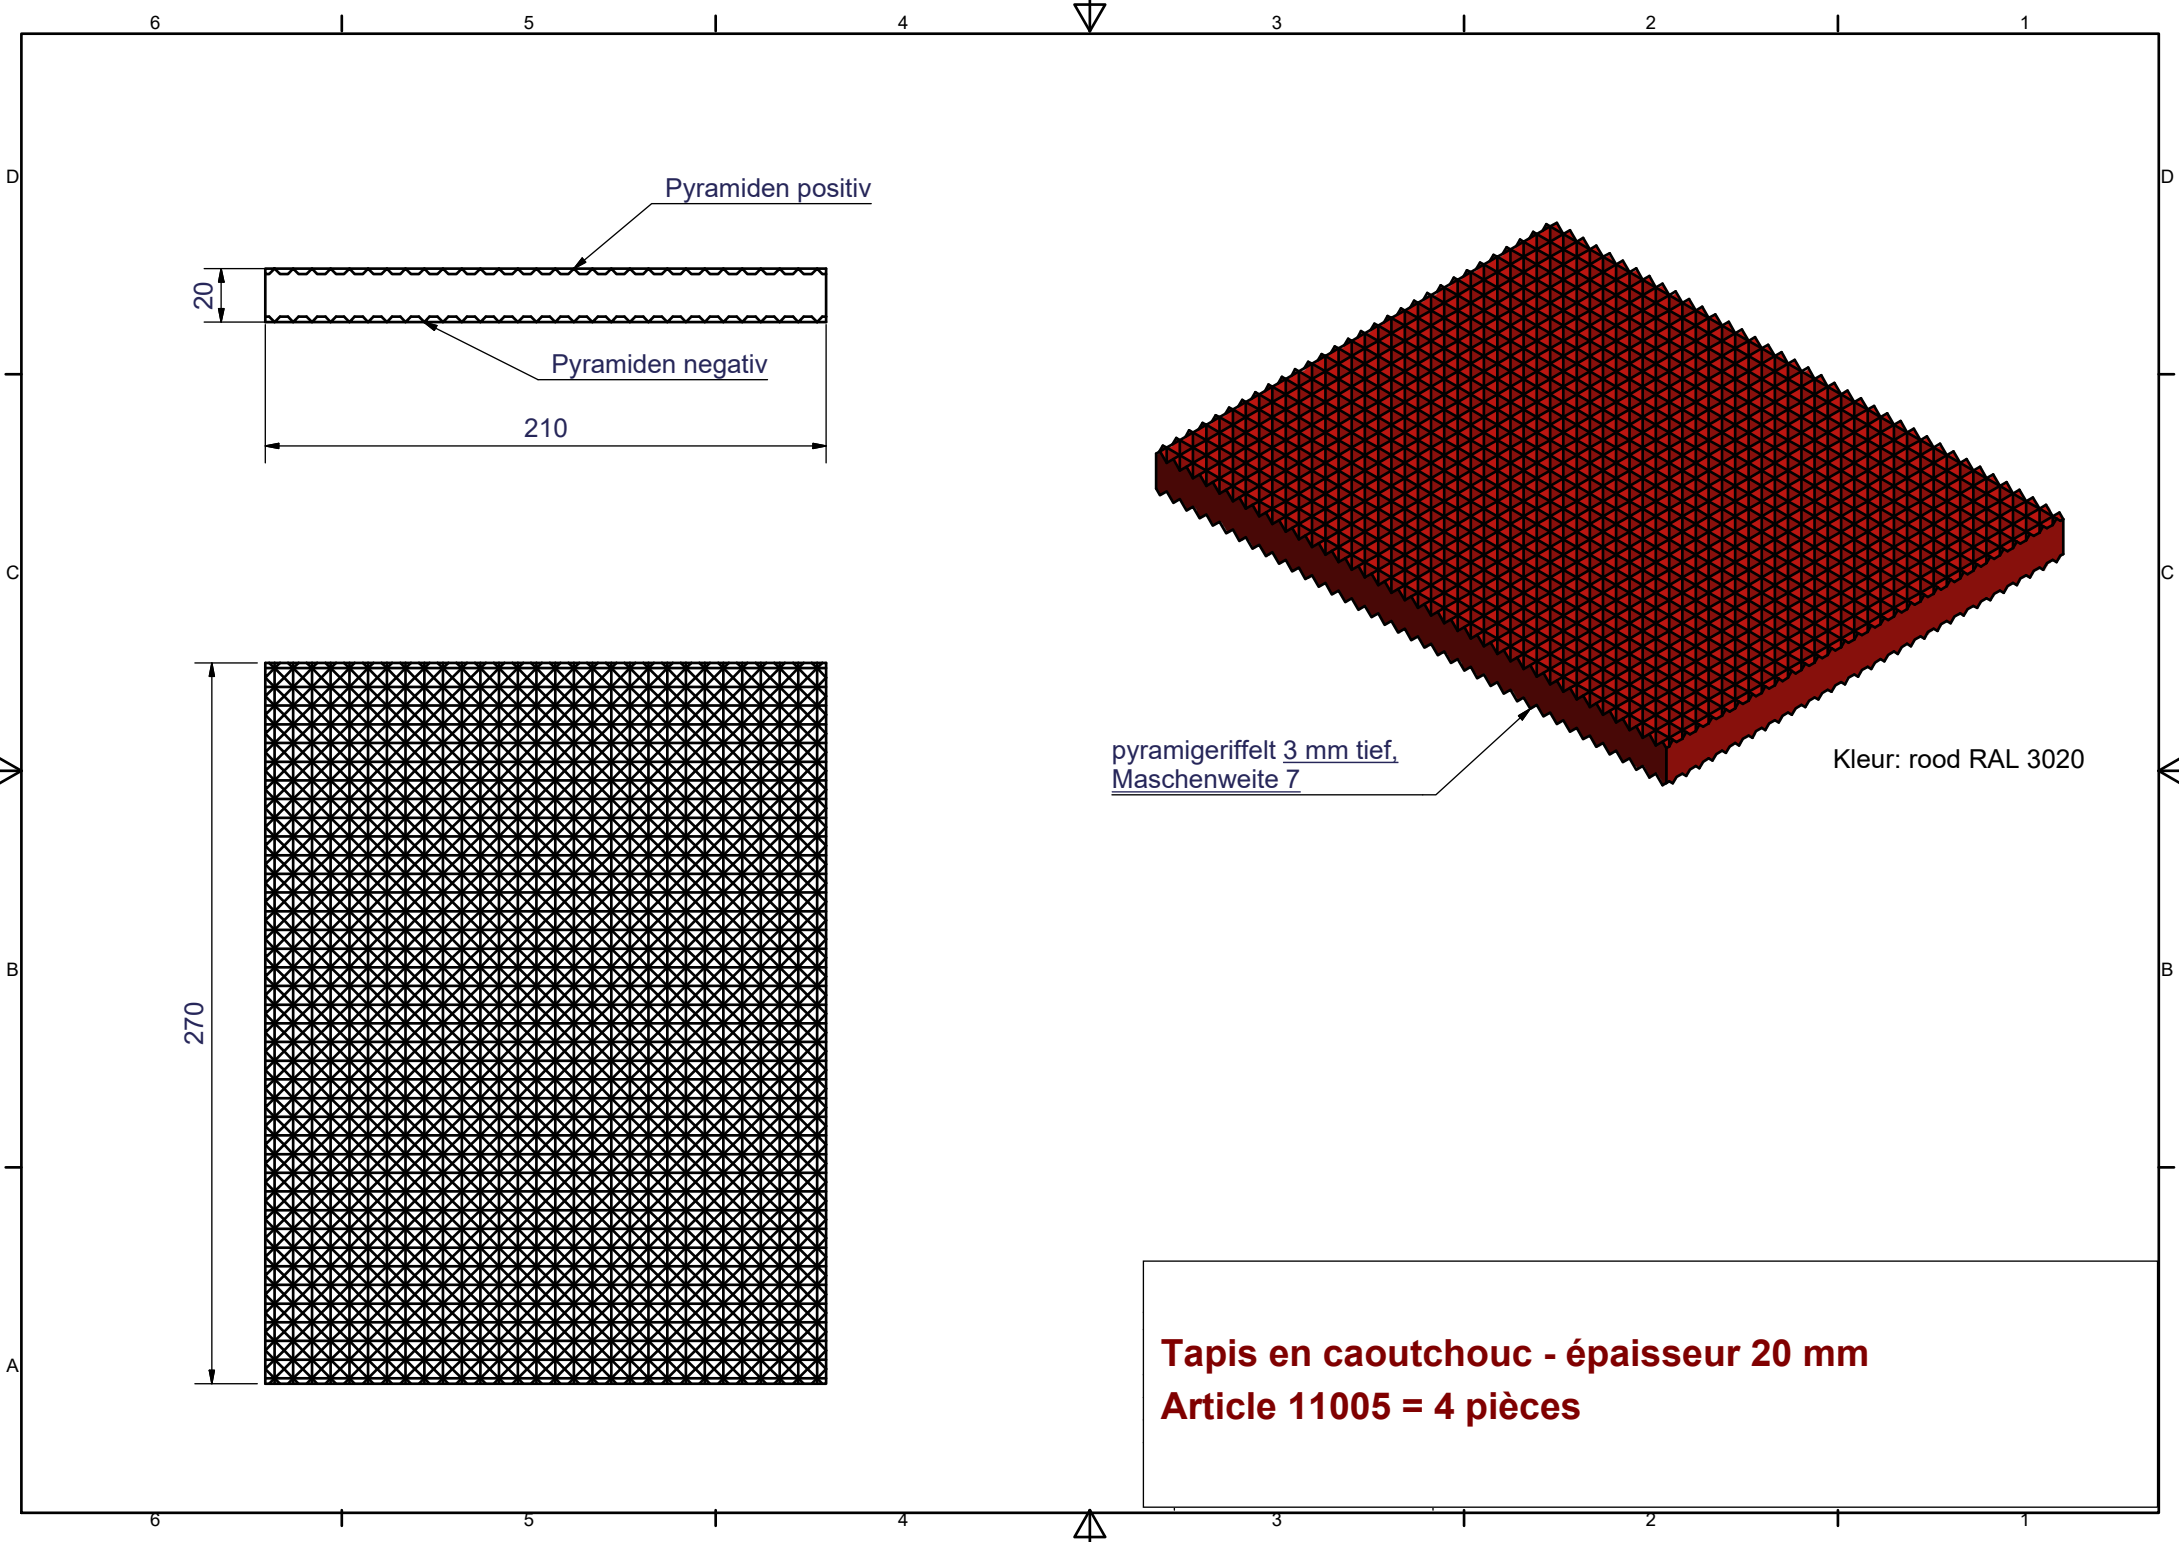 6 5 4 3 2 1
D D
Pyramiden positiv
20
Pyramiden negativ
210
C C
pyramigeriffelt 3 mm tief,
Maschenweite 7
Kleur: rood RAL 3020
B B
270
Tapis en caoutchouc - épaisseur 20 mm
Article 11005 = 4 pièces
A
6 5 4 3 2 1